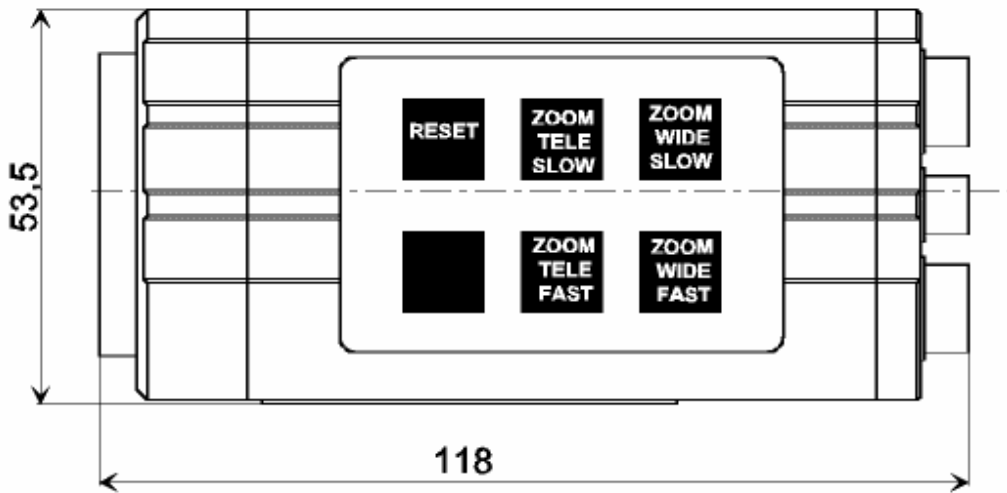 53,5
RESET
ZOOM
TELE
SLOW
ZOOM
WIDE
SLOW
ZOOM
TELE
FAST
ZOOM
WIDE
FAST
118